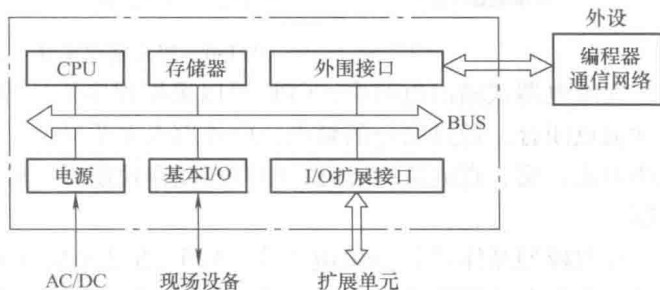 外设
CPU
存储器
外围接口
编程器
通信网络
BUS
电源
基本I/O
I/O扩展接口
AC/DC
现场设备
扩展单元